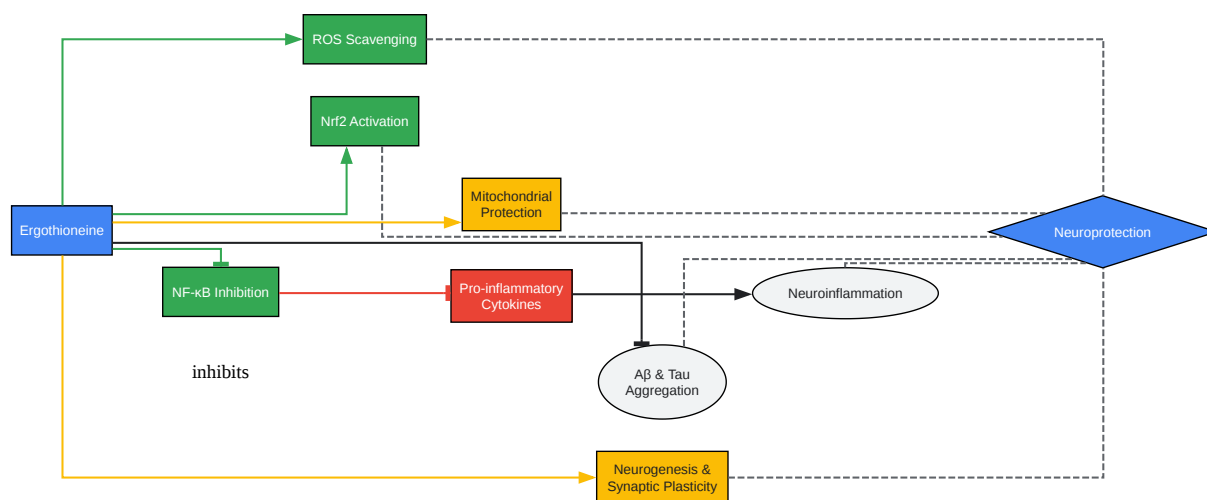 ROS Scavenging
Nrf2 Activation
Mitochondrial
Protection
Ergothioneine
Neuroprotection
NF-κB Inhibition
Pro-inflammatory
Cytokines
Neuroinflammation
inhibits
Aβ & Tau
Aggregation
Neurogenesis &
Synaptic Plasticity